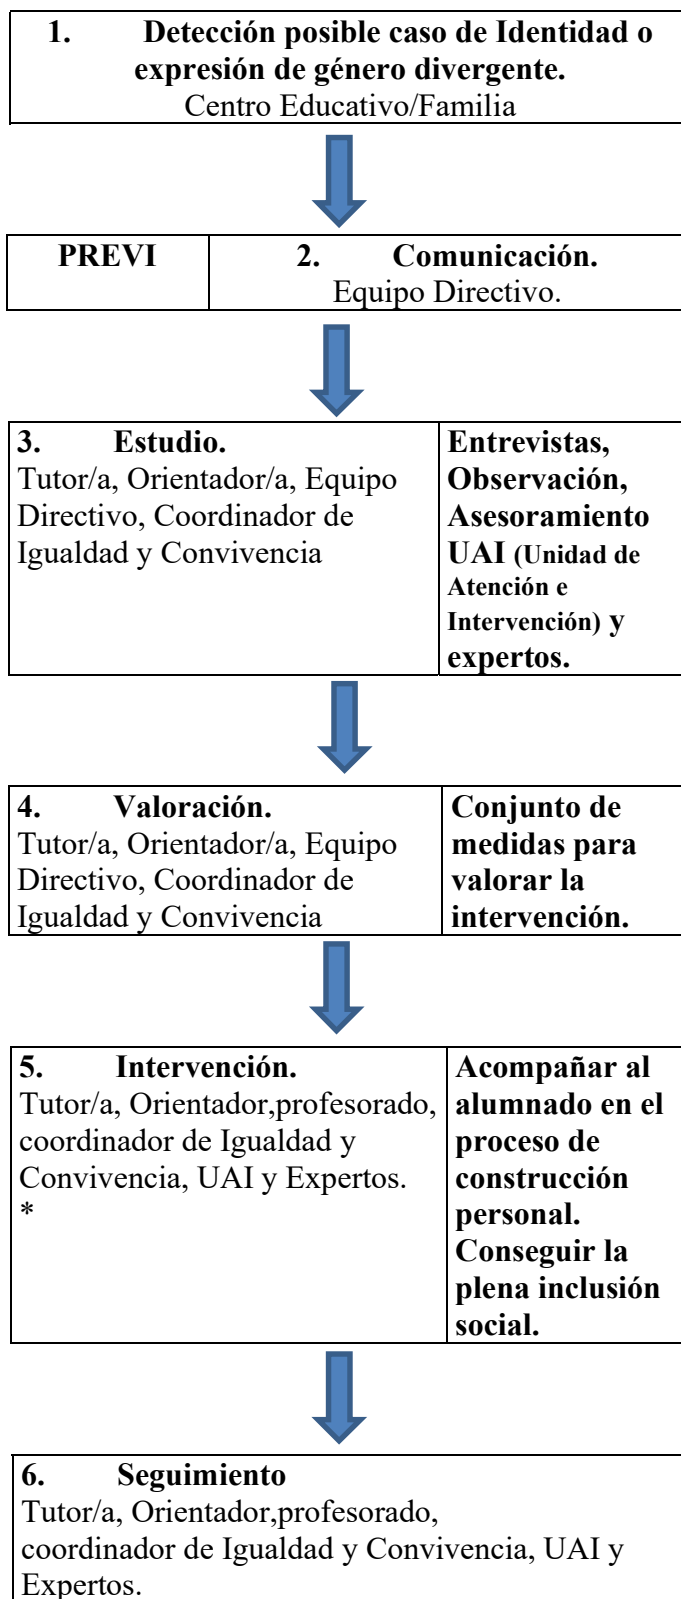 1. Detección posible caso de Identidad o
expresión de género divergente.
Centro Educativo/Familia
PREVI
2. Comunicación.
Equipo Directivo.
3. Estudio.
Tutor/a, Orientador/a, Equipo
Directivo, Coordinador de
Igualdad y Convivencia
Entrevistas,
Observación,
Asesoramiento
UAI (Unidad de
Atención e
Intervención) y
expertos.
4. Valoración.
Tutor/a, Orientador/a, Equipo
Directivo, Coordinador de
Igualdad y Convivencia
Conjunto de
medidas para
valorar la
intervención.
5. Intervención.
Tutor/a, Orientador,profesorado,
coordinador de Igualdad y
Convivencia, UAI y Expertos.
*
Acompañar al
alumnado en el
proceso de
construcción
personal.
Conseguir la
plena inclusión
social.
6. Seguimiento
Tutor/a, Orientador,profesorado,
coordinador de Igualdad y Convivencia, UAI y
Expertos.